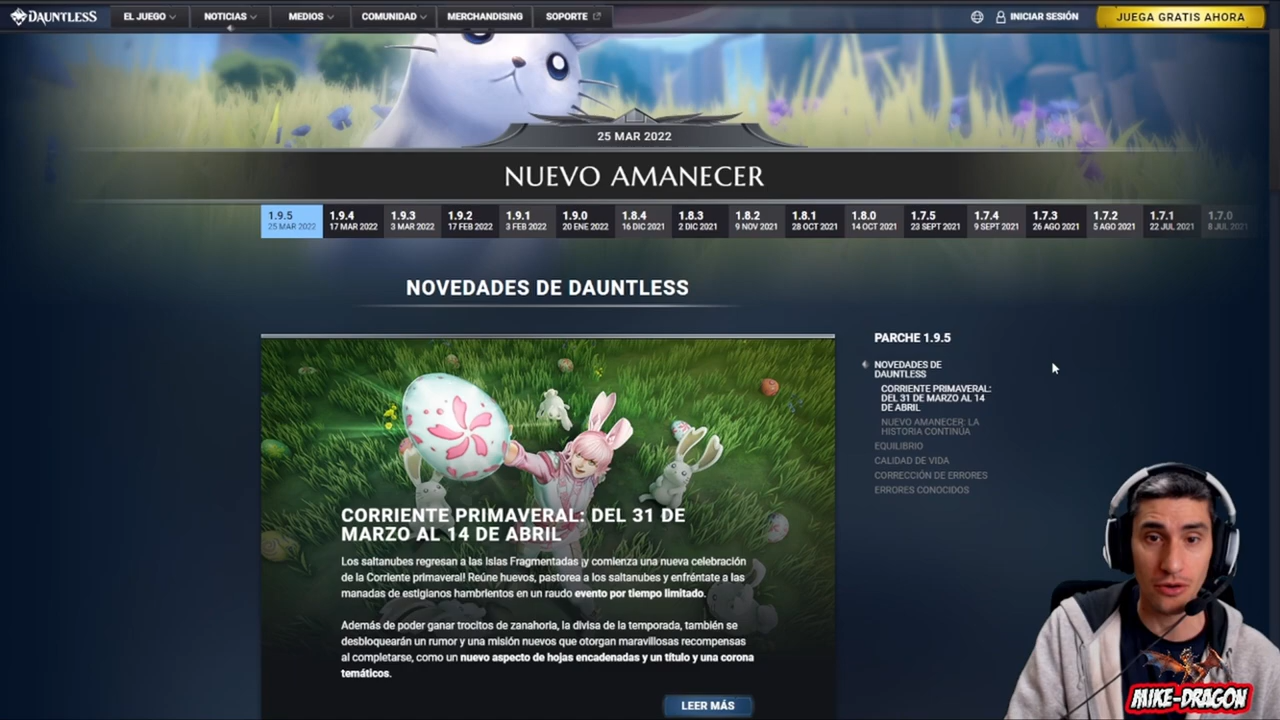 DAUNTLESS
EL JUEGO
NOTICIAS
MEDIOS
COMUNIDAD
MERCHANDISING
SOPORTE
INICIAR SESIÓN
JUEGA GRATIS AHORA
25 MAR 2022
NUEVO AMANECER
1.9.5
25 MAR 2022
1.9.4
17 MAR 2022
1.9.3
3 MAR 2022
1.9.2
17 FEB 2022
1.9.1
3 FEB 2022
1.9.0
20 ENE 2022
1.8.4
16 DIC 2021
1.8.3
2 DIC 2021
1.8.2
9 NOV 2021
1.8.1
28 OCT 2021
1.8.0
14 OCT 2021
1.7.5
23 SEPT 2021
1.7.4
9 SEPT 2021
1.7.3
26 AGO 2021
1.7.2
5 AGO 2021
1.7.1
22 JUL 2021
1.7.0
8 JUL 2021
NOVEDADES DE DAUNTLESS
CORRIENTE PRIMAVERAL: DEL 31 DE
MARZO AL 14 DE ABRIL
Los saltanubes regresan a las Islas Fragmentadas ¡y comienza una nueva celebración
de la Corriente primaveral! Reúne huevos, pastorea a los saltanubes y enfréntate a las
manadas de estigianos hambrientos en un raudo evento por tiempo limitado.
Además de poder ganar trocitos de zanahoria, la divisa de la temporada, también se
desbloquearán un rumor y una misión nuevos que otorgan maravillosas recompensas
al completarse, como un nuevo aspecto de hojas encadenadas y un título y una corona
temáticos.
LEER MÁS
PARCHE 1.9.5
NOVEDADES DE
DAUNTLESS
CORRIENTE PRIMAVERAL:
DEL 31 DE MARZO AL 14
DE ABRIL
NUEVO AMANECER: LA
HISTORIA CONTINÚA
EQUILIBRIO
CALIDAD DE VIDA
CORRECCIÓN DE ERRORES
ERRORES CONOCIDOS
MIKE-DRAGON